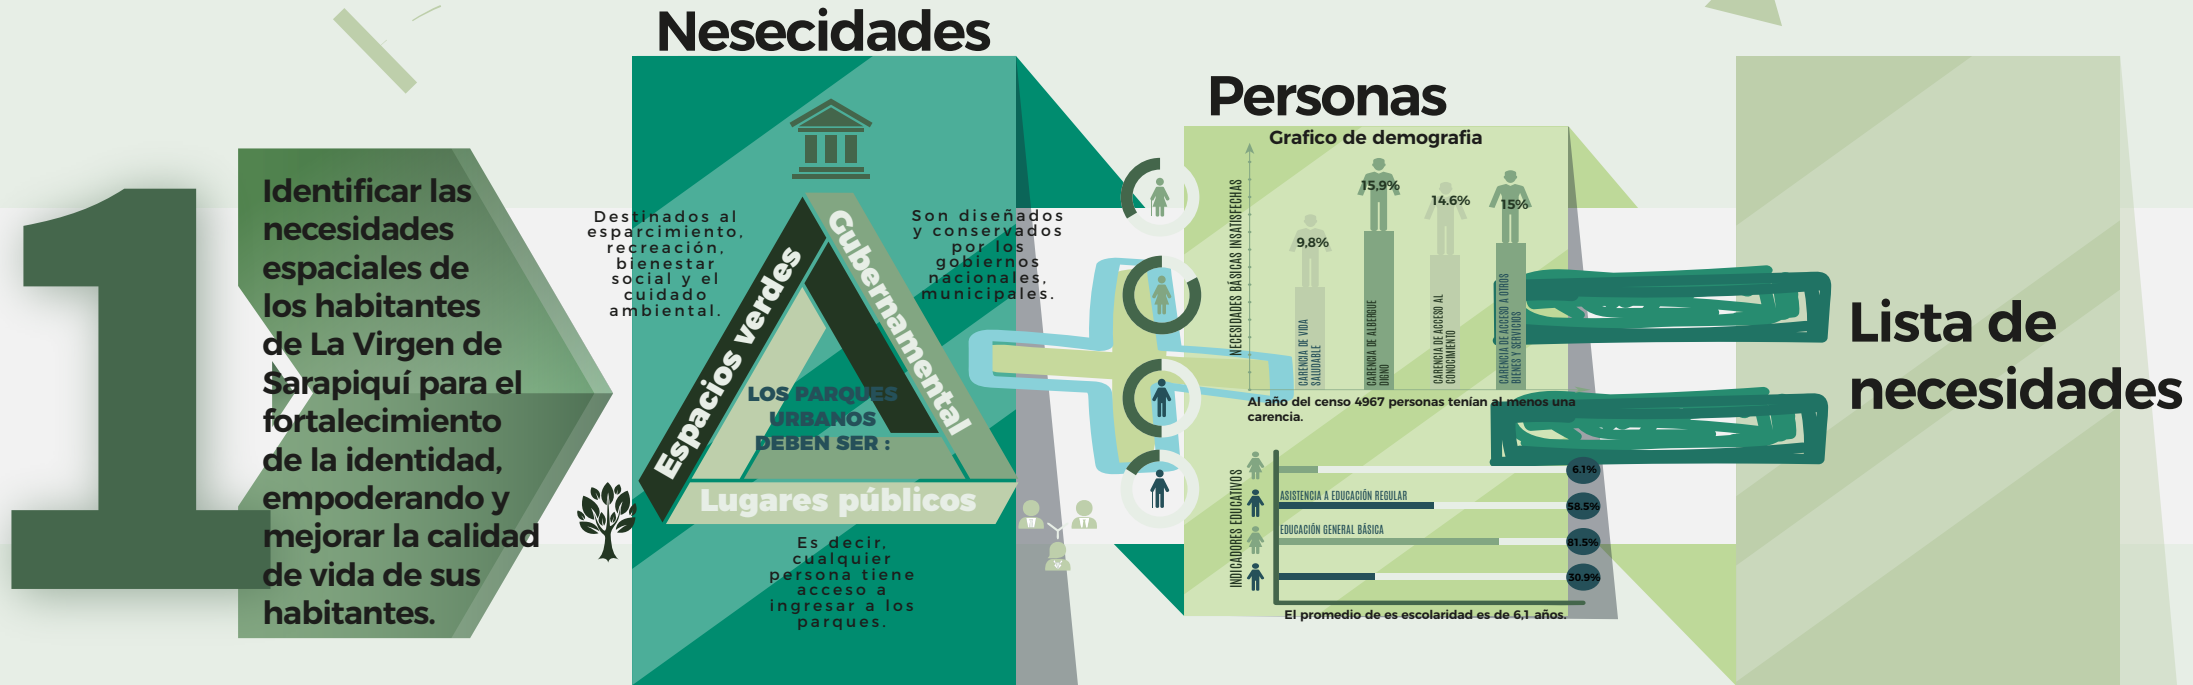 1
Identificar las
necesidades
espaciales de
los habitantes
de La Virgen de
Sarapiquí para el
fortalecimiento
de la identidad,
empoderando y
mejorar la calidad
de vida de sus
habitantes.
Nesecidades
Destinados al
esparcimiento,
recreación,
bienestar
social y el
cuidado
ambiental.
Son diseñados
y conservados
por los
gobiernos
nacionales,
municipales.
Espacios verdes
Gubernamental
LOS PARQUES
URBANOS
DEBEN SER :
Lugares públicos
Es decir,
cualquier
persona tiene
acceso a
ingresar a los
parques.
Personas
Grafico de demografia
NECESIDADES BÁSICAS INSATISFECHAS
9,8%
15,9%
14.6%
15%
CARENCIA DE VIDA
SALUDABLE
CARENCIA DE ALBERGUE
DIGNO
CARENCIA DE ACCESO AL
CONOCIMIENTO
CARENCIA DE ACCESO A OTROS
BIENES Y SERVICIOS
Al año del censo 4967 personas tenían al menos una
carencia.
INDICADORES EDUCATIVOS
6.1%
ASISTENCIA A EDUCACIÓN REGULAR
58.5%
EDUCACIÓN GENERAL BÁSICA
81.5%
30.9%
El promedio de es escolaridad es de 6,1 años.
Lista de
necesidades